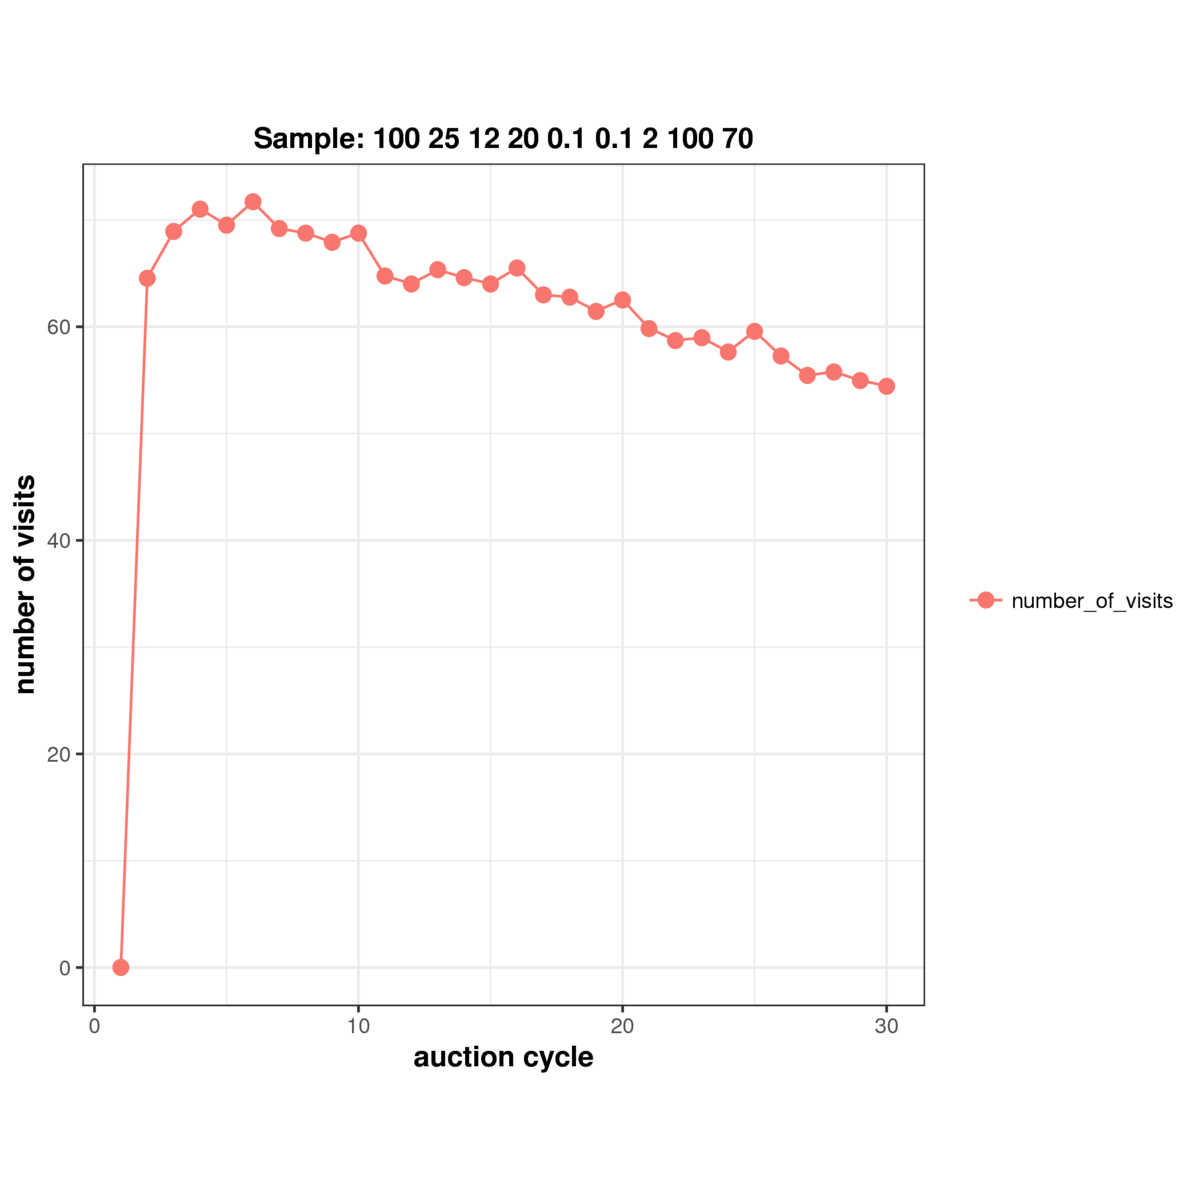 Sample: 100 25 12 20 0.1 0.1 2 100 70
number of visits
60
40
20
0
0 10 20 30
auction cycle
number_of_visits